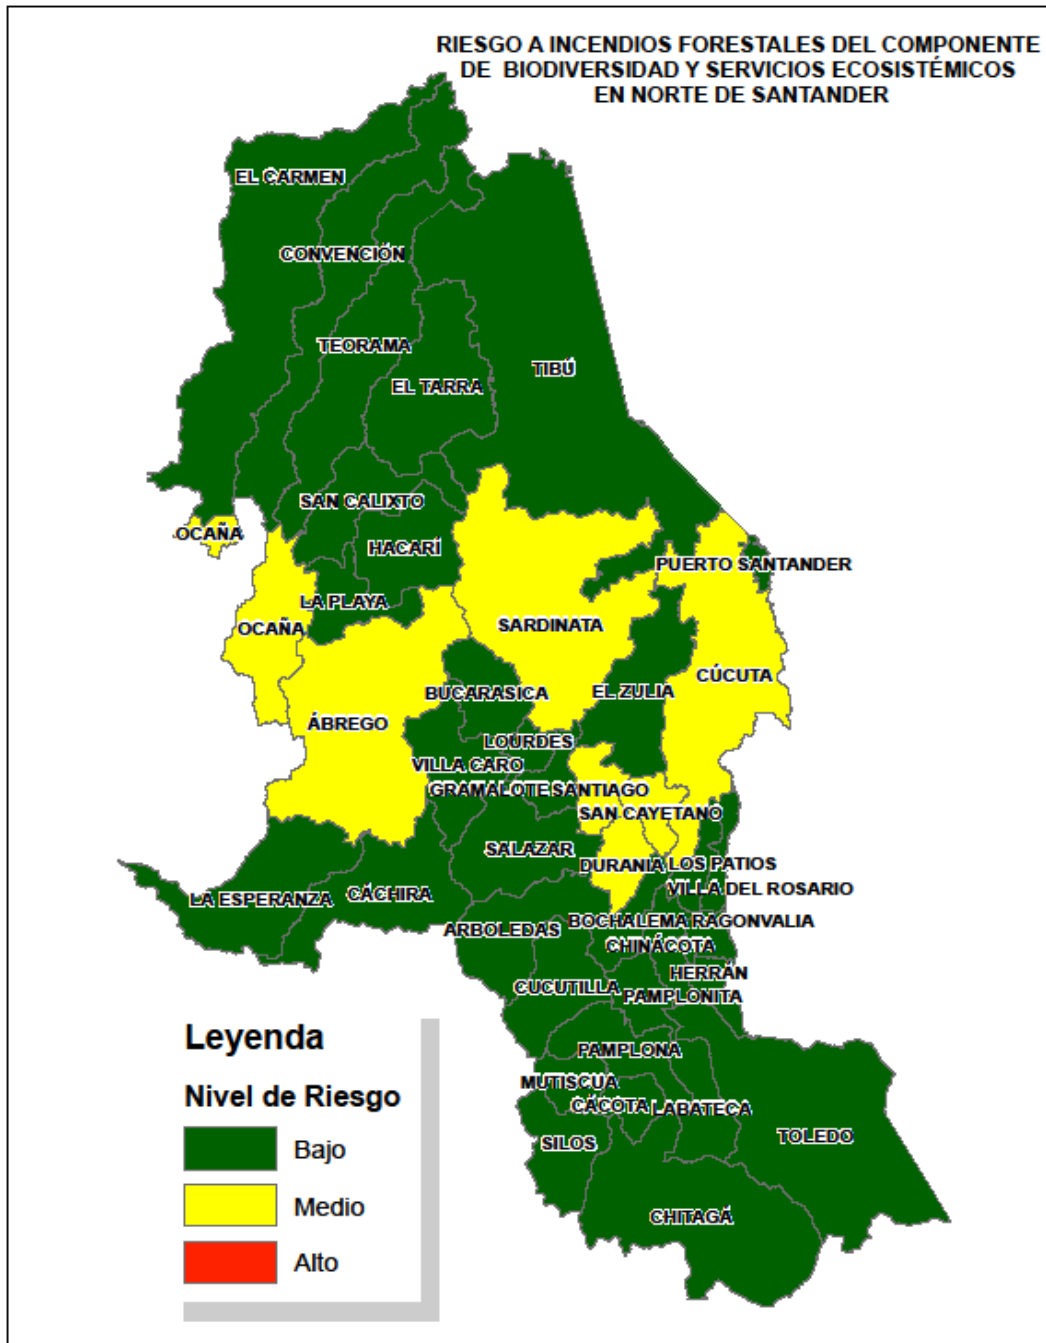 RIESGO A INCENDIOS FORESTALES DEL COMPONENTE
DE BIODIVERSIDAD Y SERVICIOS ECOSISTÉMICOS
EN NORTE DE SANTANDER
EL CARMEN
CONVENCIÓN
TEORAMA
TIBÚ
EL TARRA
SAN CALIXTO
OCAÑA
HACARÍ
PUERTO SANTANDER
LA PLAYA
OCAÑA
SARDINATA
CÚCUTA
BUCARASICA
EL ZULIA
ÁBREGO
LOURDES
VILLA CARO
GRAMALOTE SANTIAGO
SAN CAYETANO
SALAZAR
DURANIA LOS PATIOS
VILLA DEL ROSARIO
LA ESPERANZA
CÁCHIRA
ARBOLEDAS
BOCHALEMA RAGONVALIA
CHINÁCOTA
HERRÁN
CUCUTILLA
PAMPLONITA
PAMPLONA
MUTISCUA
CÁCOTA
LABATECA
TOLEDO
SILOS
CHITAGÁ
Leyenda
Nivel de Riesgo
Bajo
Medio
Alto